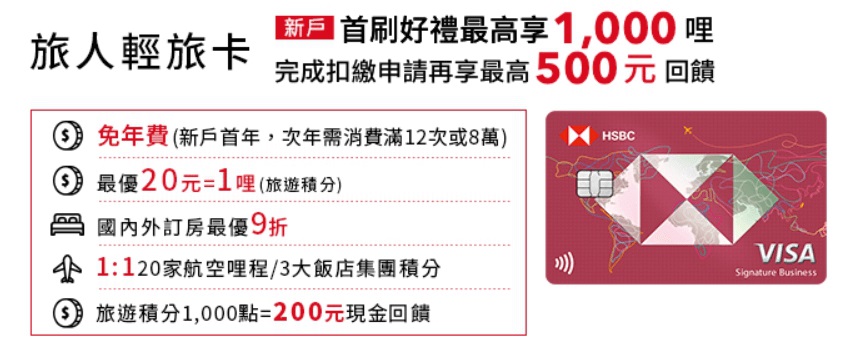 旅人輕旅卡
新戶 首刷好禮最高享1,000哩
完成扣繳申請再享最高500元回饋
免年費(新戶首年，次年需消費滿12次或8萬)
最優20元=1哩(旅遊積分)
國內外訂房最優9折
1:120家航空哩程/3大飯店集團積分
旅遊積分1,000點=200元現金回饋
HSBC
VISA
Signature Business